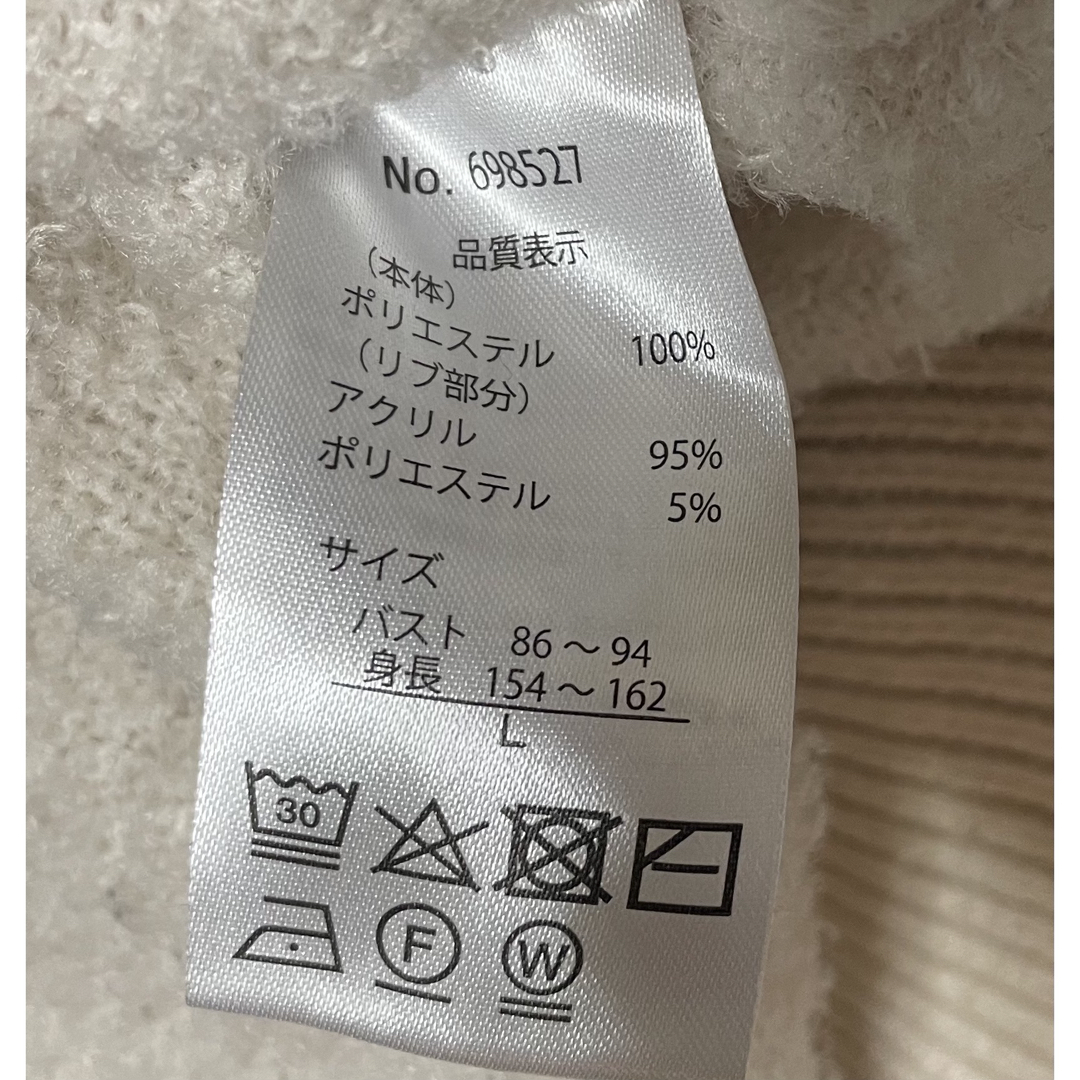 No. 698527
品質表示
（本体）
ポリエステル 100%
（リブ部分）
アクリル 95%
ポリエステル 5%
サイズ
バスト 86～94
身長 154～162
L
30
F
W